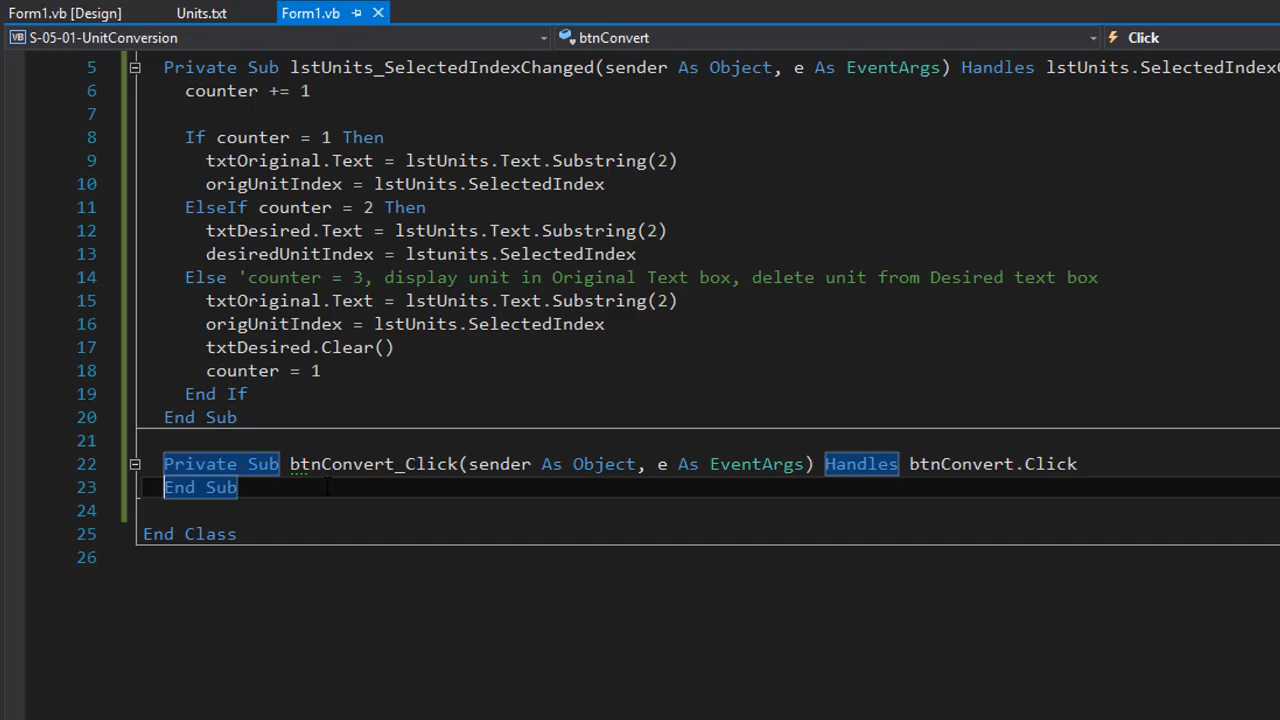 Form1.vb [Design] Units.txt Form1.vb
VB S-05-01-UnitConversion btnConvert Click
5 Private Sub lstUnits_SelectedIndexChanged(sender As Object, e As EventArgs) Handles lstUnits.SelectedIndexC
6 counter += 1
7
8 If counter = 1 Then
9 txtOriginal.Text = lstUnits.Text.Substring(2)
10 origUnitIndex = lstUnits.SelectedIndex
11 ElseIf counter = 2 Then
12 txtDesired.Text = lstUnits.Text.Substring(2)
13 desiredUnitIndex = lstunits.SelectedIndex
14 Else 'counter = 3, display unit in Original Text box, delete unit from Desired text box
15 txtOriginal.Text = lstUnits.Text.Substring(2)
16 origUnitIndex = lstUnits.SelectedIndex
17 txtDesired.Clear()
18 counter = 1
19 End If
20 End Sub
21
22 Private Sub btnConvert_Click(sender As Object, e As EventArgs) Handles btnConvert.Click
23 End Sub
24
25 End Class
26